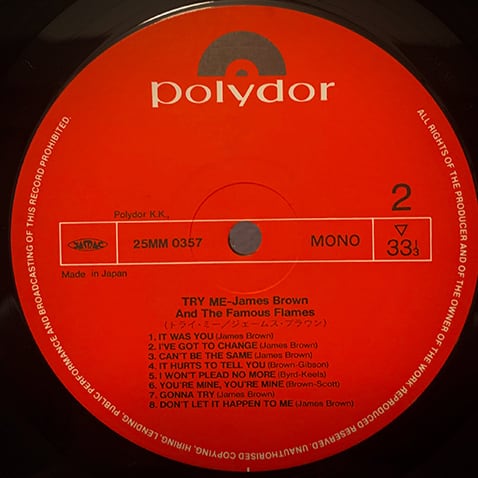 polydor
2
Polydor K.K.,
JASRAC
25MM 0357
MONO
▽
33⅓
Made in Japan
TRY ME-James Brown
And The Famous Flames
(トライ・ミー/ジェームス・ブラウン)
1. IT WAS YOU (James Brown)
2. I'VE GOT TO CHANGE (James Brown)
3. CAN'T BE THE SAME (James Brown)
4. IT HURTS TO TELL YOU (Brown-Gibson)
5. I WON'T PLEAD NO MORE (Byrd-Keels)
6. YOU'RE MINE, YOU'RE MINE (Brown-Scott)
7. GONNA TRY (James Brown)
8. DON'T LET IT HAPPEN TO ME (James Brown)
ALL RIGHTS OF THE PRODUCER AND OF THE OWNER OF THE WORK REPRODUCED RESERVED. UNAUTHORISED COPYING, HIRING, LENDING, PUBLIC PERFORMANCE AND BROADCASTING OF THIS RECORD PROHIBITED.